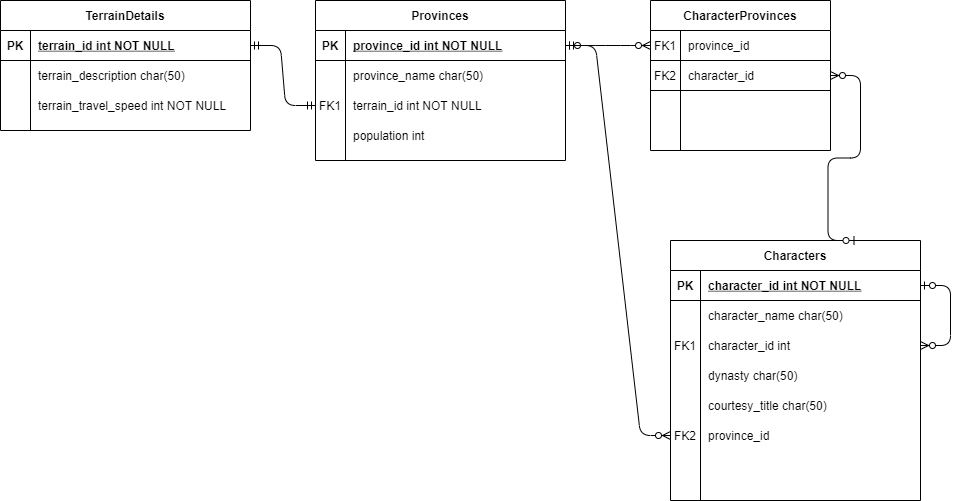 TerrainDetails
PK terrain_id int NOT NULL
terrain_description char(50)
terrain_travel_speed int NOT NULL
Provinces
PK province_id int NOT NULL
province_name char(50)
FK1 terrain_id int NOT NULL
population int
CharacterProvinces
FK1 province_id
FK2 character_id
Characters
PK character_id int NOT NULL
character_name char(50)
FK1 character_id int
dynasty char(50)
courtesy_title char(50)
FK2 province_id